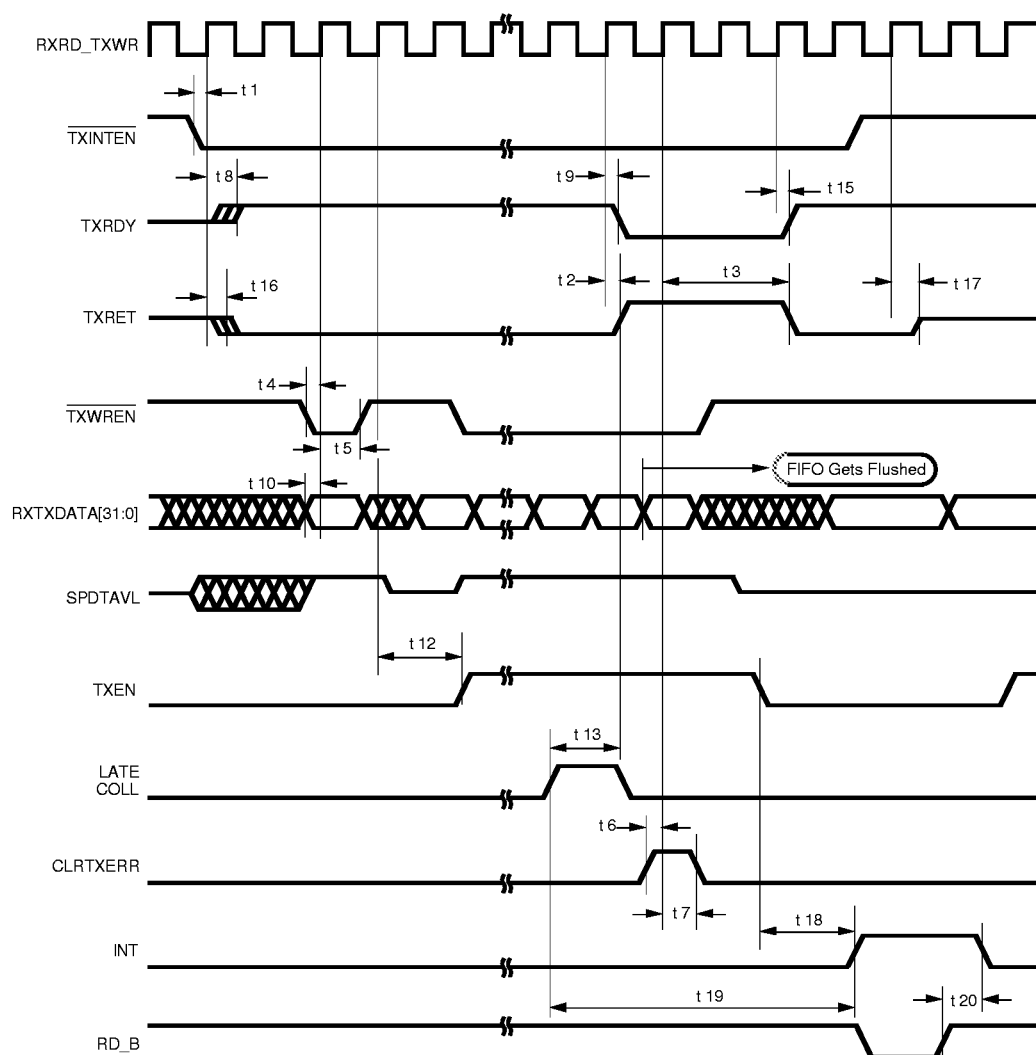 RXRD_TXWR
t 1
TXINTEN
t 8
t 9
t 15
TXRDY
t 16
t 2
t 3
t 17
TXRET
t 4
TXWREN
t 5
t 10
FIFO Gets Flushed
RXTXDATA[31:0]
SPDTAVL
t 12
TXEN
t 13
LATE
COLL
t 6
CLRTXERR
t 7
t 18
INT
t 19
t 20
RD_B